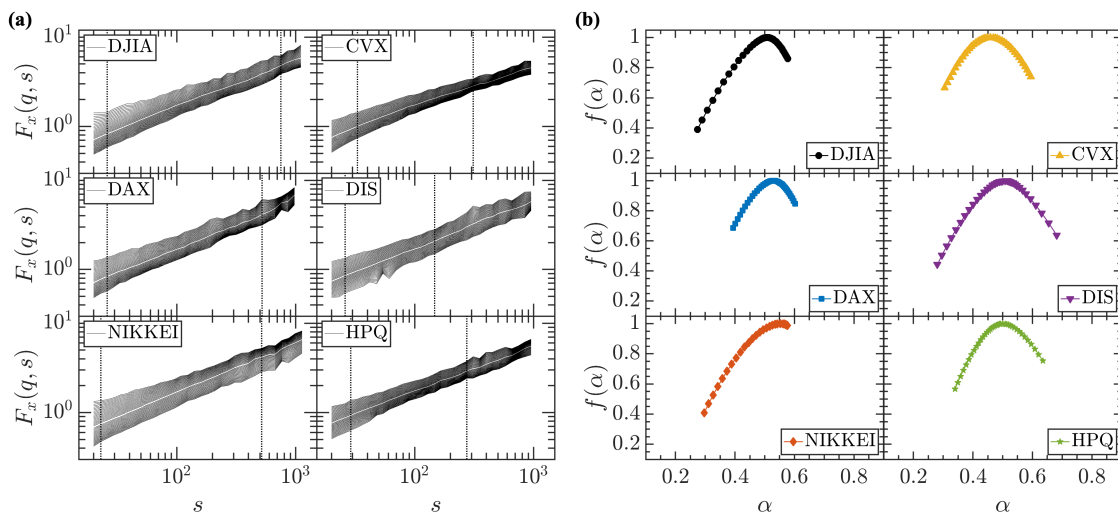 (a)
(b)
DJIA
CVX
DAX
DIS
NIKKEI
HPQ
F_x(q, s)
10^1
10^0
F_x(q, s)
10^1
10^0
F_x(q, s)
10^1
10^0
10^2
10^3
10^2
10^3
s
s
f(α)
1
0.8
0.6
0.4
0.2
DJIA
CVX
f(α)
1
0.8
0.6
0.4
0.2
DAX
DIS
f(α)
1
0.8
0.6
0.4
0.2
NIKKEI
HPQ
0.2
0.4
0.6
0.8
0.2
0.4
0.6
0.8
α
α